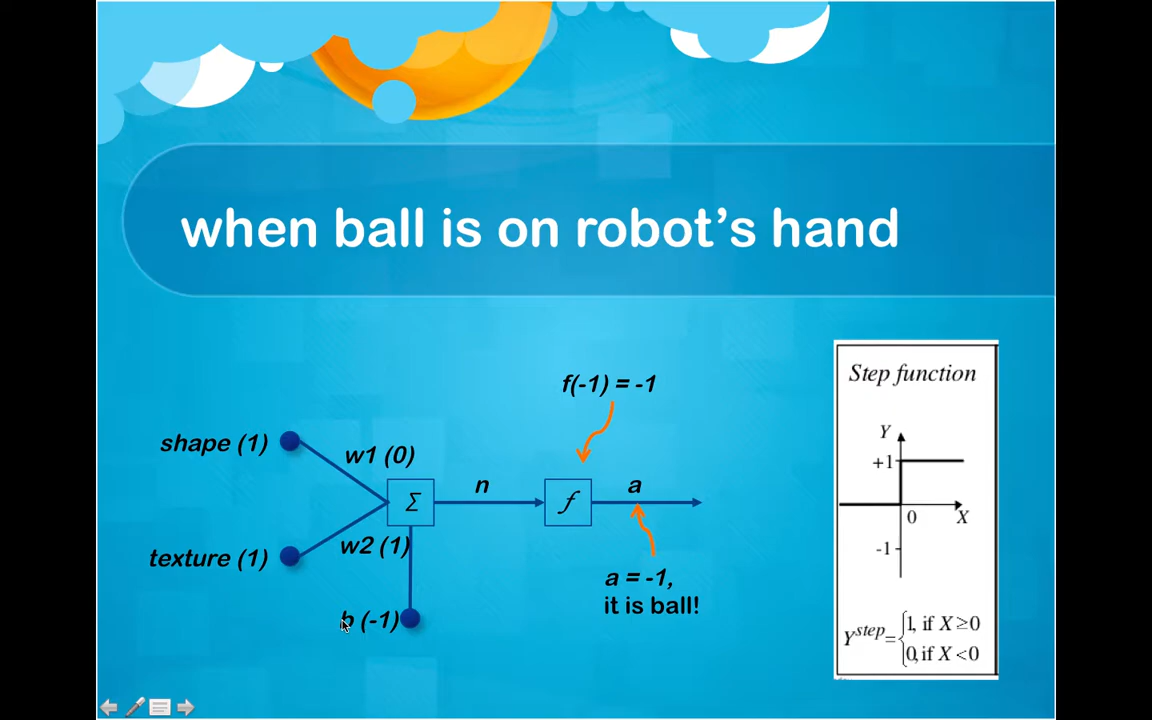 when ball is on robot’s hand
f(-1) = -1
shape (1)
w1 (0)
Σ
n
f
a
texture (1)
w2 (1)
b (-1)
a = -1,
it is ball!
Step function
Y
+1
0
X
-1
Y^step = {1, if X ≥ 0
0, if X < 0